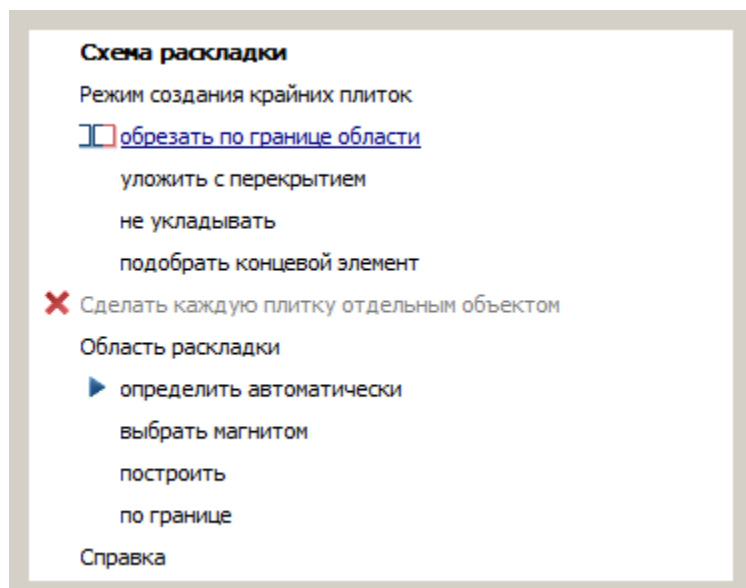 Схема раскладки
Режим создания крайних плиток
обрезать по границе области
уложить с перекрытием
не укладывать
подобрать концевой элемент
Сделать каждую плитку отдельным объектом
Область раскладки
определить автоматически
выбрать магнитом
построить
по границе
Справка